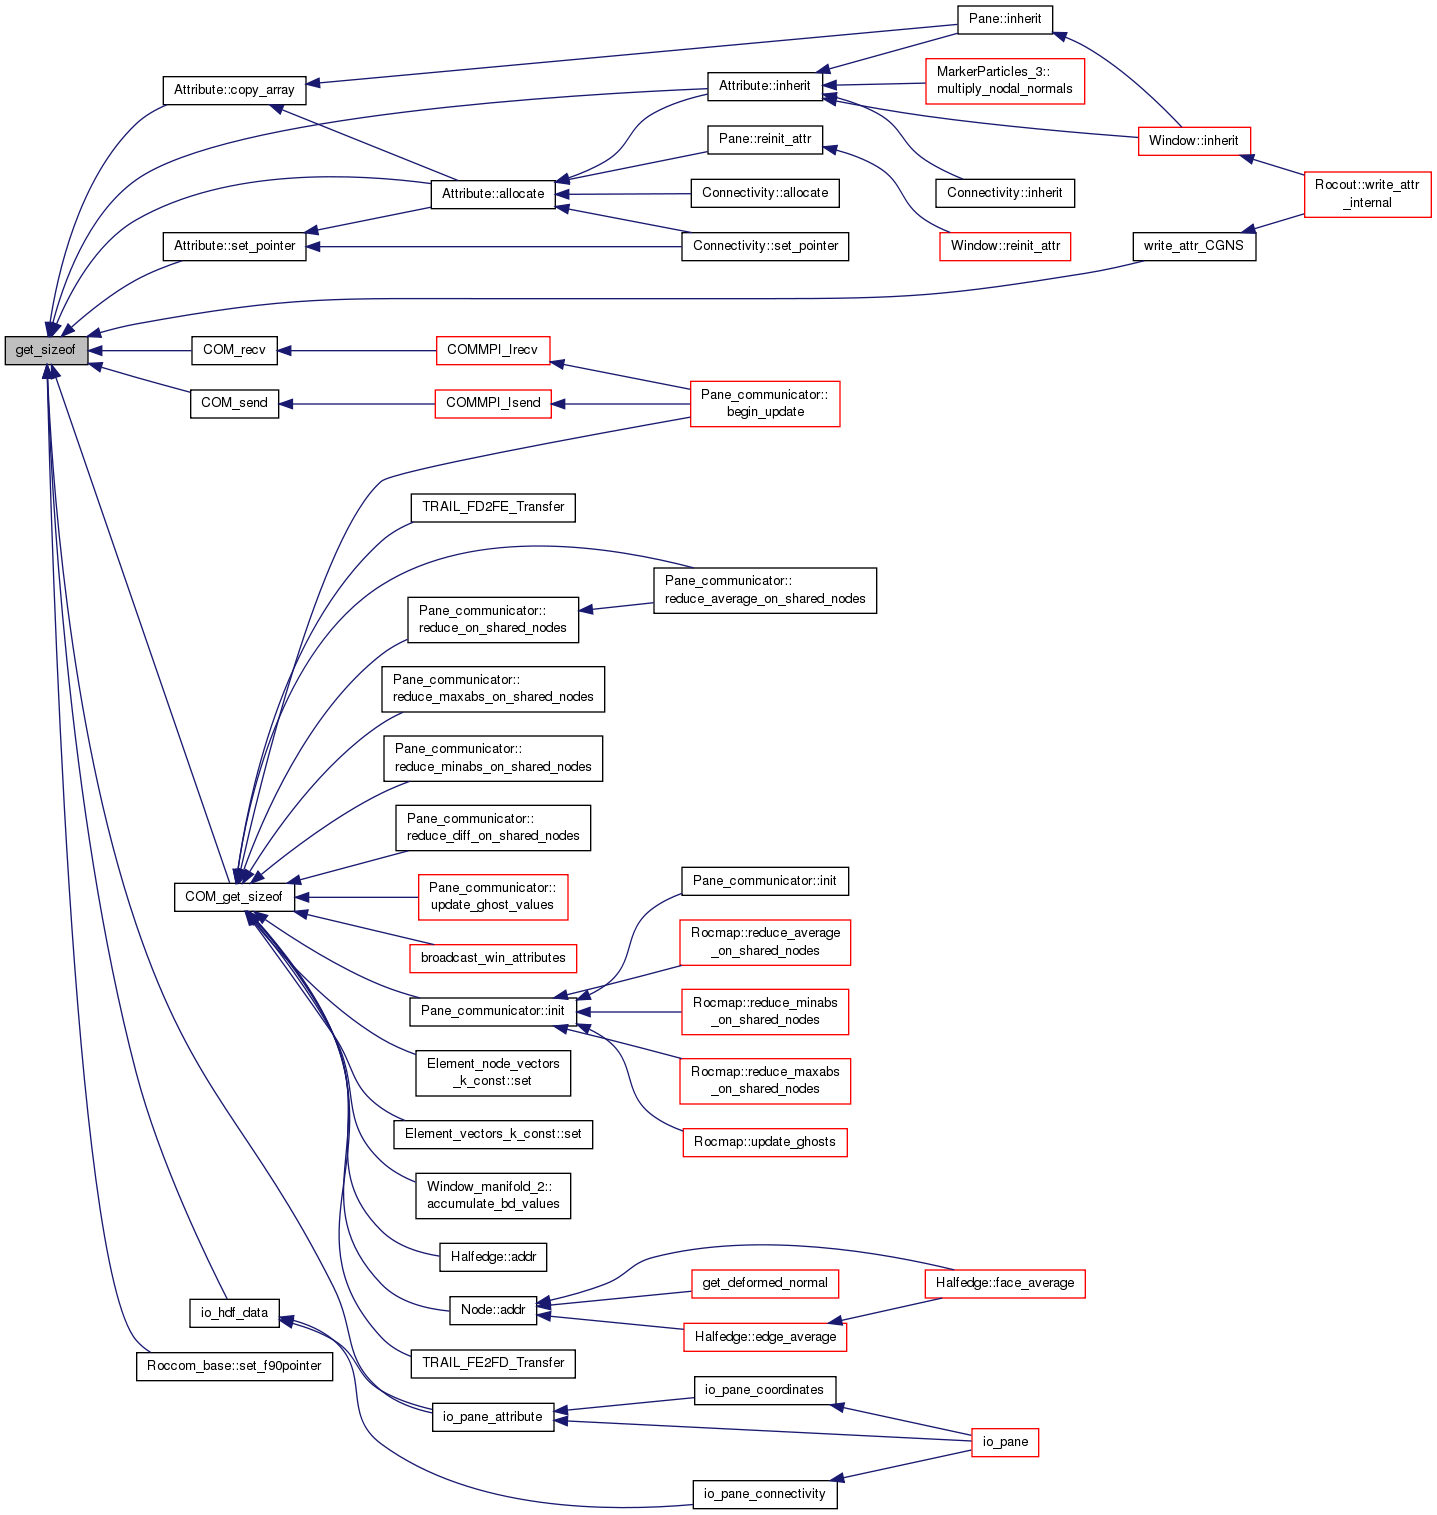 Pane::inherit
MarkerParticles_3::
multiply_nodal_normals
Attribute::copy_array
Attribute::inherit
Pane::reinit_attr
Window::inherit
Attribute::allocate
Connectivity::allocate
Connectivity::inherit
Rocout::write_attr
_internal
Attribute::set_pointer
Connectivity::set_pointer
Window::reinit_attr
write_attr_CGNS
get_sizeof
COM_recv
COMMPI_Irecv
COM_send
COMMPI_Isend
Pane_communicator::
begin_update
TRAIL_FD2FE_Transfer
Pane_communicator::
reduce_average_on_shared_nodes
Pane_communicator::
reduce_on_shared_nodes
Pane_communicator::
reduce_maxabs_on_shared_nodes
Pane_communicator::
reduce_minabs_on_shared_nodes
Pane_communicator::
reduce_diff_on_shared_nodes
COM_get_sizeof
Pane_communicator::
update_ghost_values
Pane_communicator::init
broadcast_win_attributes
Rocmap::reduce_average
_on_shared_nodes
Pane_communicator::init
Rocmap::reduce_minabs
_on_shared_nodes
Element_node_vectors
_k_const::set
Rocmap::reduce_maxabs
_on_shared_nodes
Element_vectors_k_const::set
Rocmap::update_ghosts
Window_manifold_2::
accumulate_bd_values
Halfedge::addr
Node::addr
get_deformed_normal
Halfedge::face_average
Halfedge::edge_average
io_hdf_data
Roccom_base::set_f90pointer
TRAIL_FE2FD_Transfer
io_pane_attribute
io_pane_coordinates
io_pane
io_pane_connectivity